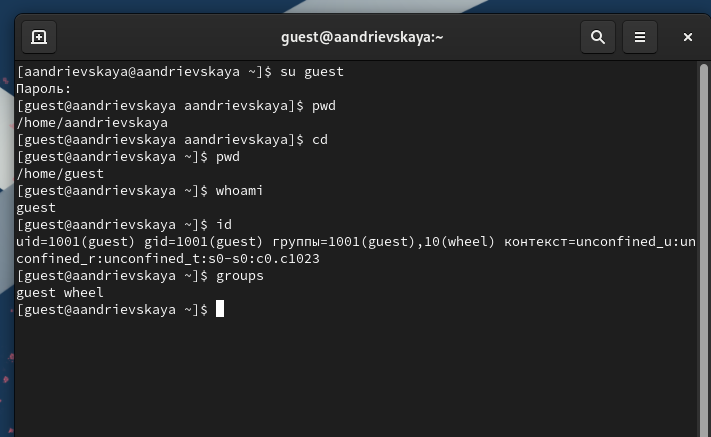 guest@aandrievskaya:~
[aandrievskaya@aandrievskaya ~]$ su guest
Пароль:
[guest@aandrievskaya aandrievskaya]$ pwd
/home/aandrievskaya
[guest@aandrievskaya aandrievskaya]$ cd
[guest@aandrievskaya ~]$ pwd
/home/guest
[guest@aandrievskaya ~]$ whoami
guest
[guest@aandrievskaya ~]$ id
uid=1001(guest) gid=1001(guest) группы=1001(guest),10(wheel) контекст=unconfined_u:un
confined_r:unconfined_t:s0-s0:c0.c1023
[guest@aandrievskaya ~]$ groups
guest wheel
[guest@aandrievskaya ~]$